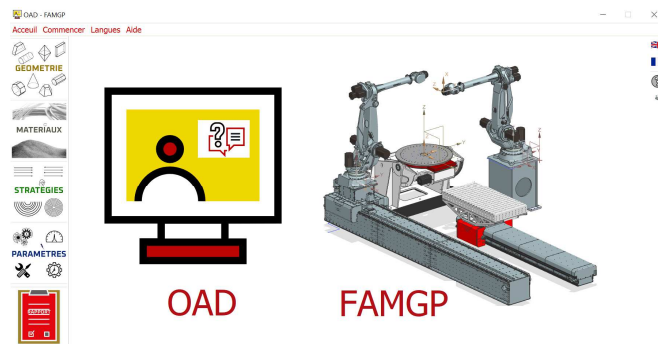 OAD - FAMGP
Acceuil Commencer Langues Aide
GEOMETRIE
MATERIAUX
STRATEGIES
PARAMETRES
OAD
FAMGP
Z
Y